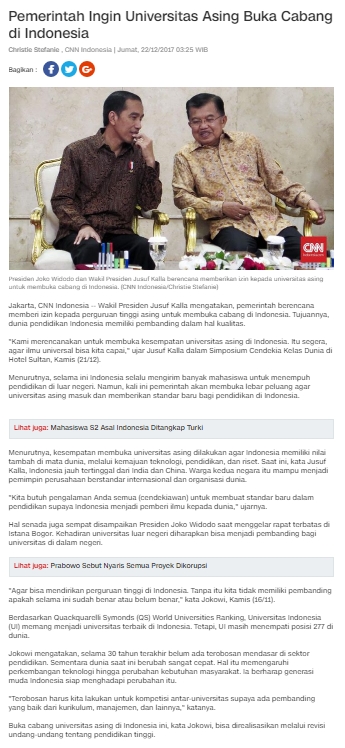 Pemerintah Ingin Universitas Asing Buka Cabang
di Indonesia
Christie Stefanie , CNN Indonesia | Jumat, 22/12/2017 03:25 WIB
Bagikan :
CNN
Indonesia.com
Presiden Joko Widodo dan Wakil Presiden Jusuf Kalla berencana memberikan izin kepada universitas asing
untuk membuka cabang di Indonesia. (CNN Indonesia/Christie Stefanie)
Jakarta, CNN Indonesia -- Wakil Presiden Jusuf Kalla mengatakan, pemerintah berencana
memberi izin kepada perguruan tinggi asing untuk membuka cabang di Indonesia. Tujuannya,
dunia pendidikan Indonesia memiliki pembanding dalam hal kualitas.
"Kami merencanakan untuk membuka kesempatan universitas asing di Indonesia. Itu segera,
agar ilmu universal bisa kita capai," ujar Jusuf Kalla dalam Simposium Cendekia Kelas Dunia di
Hotel Sultan, Kamis (21/12).
Menurutnya, selama ini Indonesia selalu mengirim banyak mahasiswa untuk menempuh
pendidikan di luar negeri. Namun, kali ini pemerintah akan membuka lebar peluang agar
universitas asing masuk dan memberikan standar baru bagi pendidikan di Indonesia.
Lihat juga: Mahasiswa S2 Asal Indonesia Ditangkap Turki
Menurutnya, kesempatan membuka universitas asing dilakukan agar Indonesia memiliki nilai
tambah di mata dunia, melalui kemajuan teknologi, pendidikan, dan riset. Saat ini, kata Jusuf
Kalla, Indonesia jauh tertinggal dari India dan China. Warga kedua negara itu mampu menjadi
pemimpin perusahaan berstandar internasional dan organisasi dunia.
"Kita butuh pengalaman Anda semua (cendekiawan) untuk membuat standar baru dalam
pendidikan supaya Indonesia menjadi pemberi ilmu kepada dunia," ujarnya.
Hal senada juga sempat disampaikan Presiden Joko Widodo saat menggelar rapat terbatas di
Istana Bogor. Kehadiran universitas luar negeri diharapkan bisa menjadi pembanding bagi
universitas di dalam negeri.
Lihat juga: Prabowo Sebut Nyaris Semua Proyek Dikorupsi
"Agar bisa mendirikan perguruan tinggi di Indonesia. Tanpa itu kita tidak memiliki pembanding
apakah selama ini sudah benar atau belum benar," kata Jokowi, Kamis (16/11).
Berdasarkan Quackquarelli Symonds (QS) World Universities Ranking, Universitas Indonesia
(UI) memang menjadi universitas terbaik di Indonesia. Tetapi, UI masih menempati posisi 277 di
dunia.
Jokowi mengatakan, selama 30 tahun terakhir belum ada terobosan mendasar di sektor
pendidikan. Sementara dunia saat ini berubah sangat cepat. Hal itu memengaruhi
perkembangan teknologi hingga perubahan kebutuhan masyarakat. Ia berharap generasi
muda Indonesia siap menghadapi perubahan itu.
"Terobosan harus kita lakukan untuk kompetisi antar-universitas supaya ada pembanding
yang baik dari kurikulum, manajemen, dan lainnya," katanya.
Buka cabang universitas asing di Indonesia ini, kata Jokowi, bisa direalisasikan melalui revisi
undang-undang tentang pendidikan tinggi.